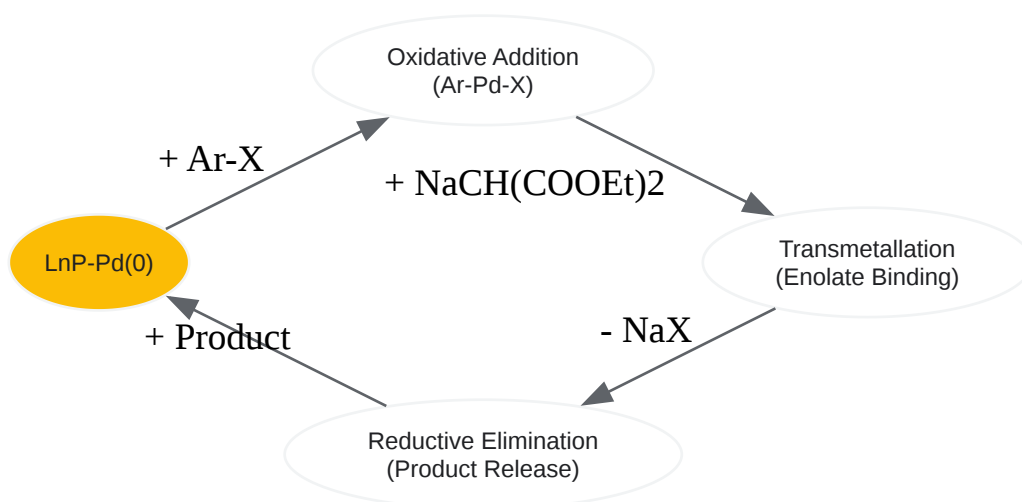 Oxidative Addition
(Ar-Pd-X)
+ Ar-X
+ NaCH(COOEt)2
LnP-Pd(0)
Transmetallation
(Enolate Binding)
+ Product
- NaX
Reductive Elimination
(Product Release)